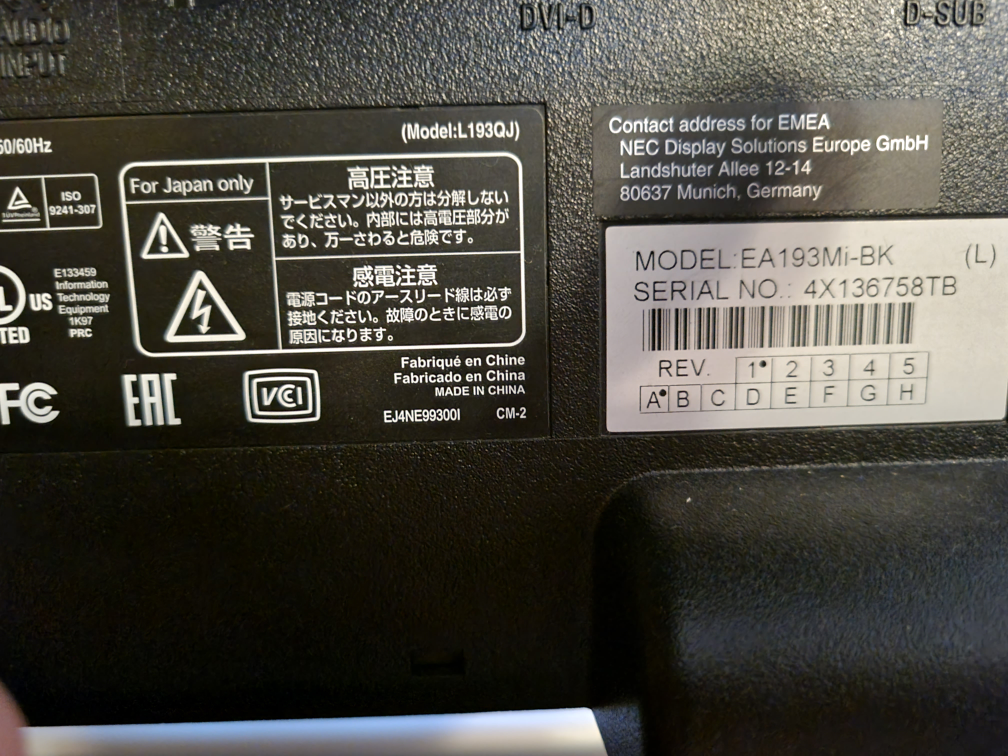 AUDIO
INPUT
DVI-D
D-SUB
50/60Hz
(Model:L193QJ)
ISO
9241-307
For Japan only
警告
高圧注意
サービスマン以外の方は分解しない
でください。内部には高電圧部分が
あり、万一さわると危険です。
感電注意
電源コードのアースリード線は必ず
接地ください。故障のときに感電の
原因になります。
UL
US
E133459
Information
Technology
Equipment
1K97
PRC
FC
EAC
VCCI
Fabriqué en Chine
Fabricado en China
MADE IN CHINA
EJ4NE99300I CM-2
Contact address for EMEA
NEC Display Solutions Europe GmbH
Landshuter Allee 12-14
80637 Munich, Germany
MODEL:EA193Mi-BK (L)
SERIAL NO.: 4X136758TB
REV. 1• 2 3 4 5
A• B C D E F G H